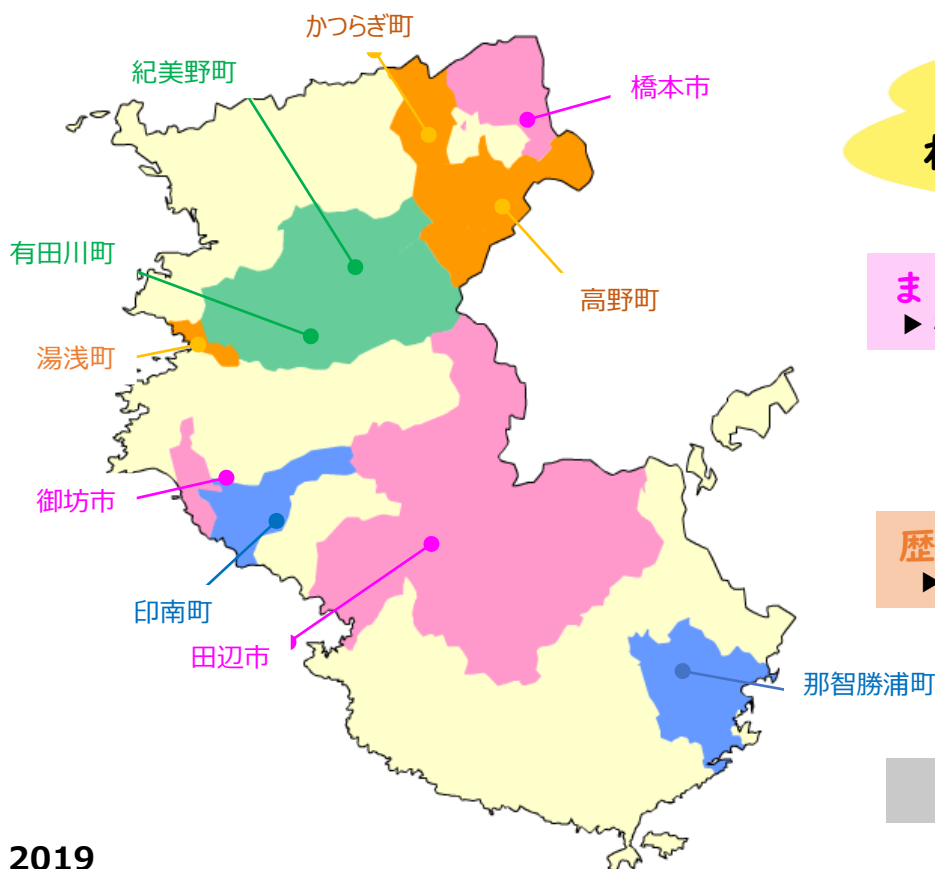 かつらぎ町
紀美野町
橋本市
有田川町
高野町
ま
湯浅町
御坊市
歴
印南町
田辺市
那智勝浦町
2019